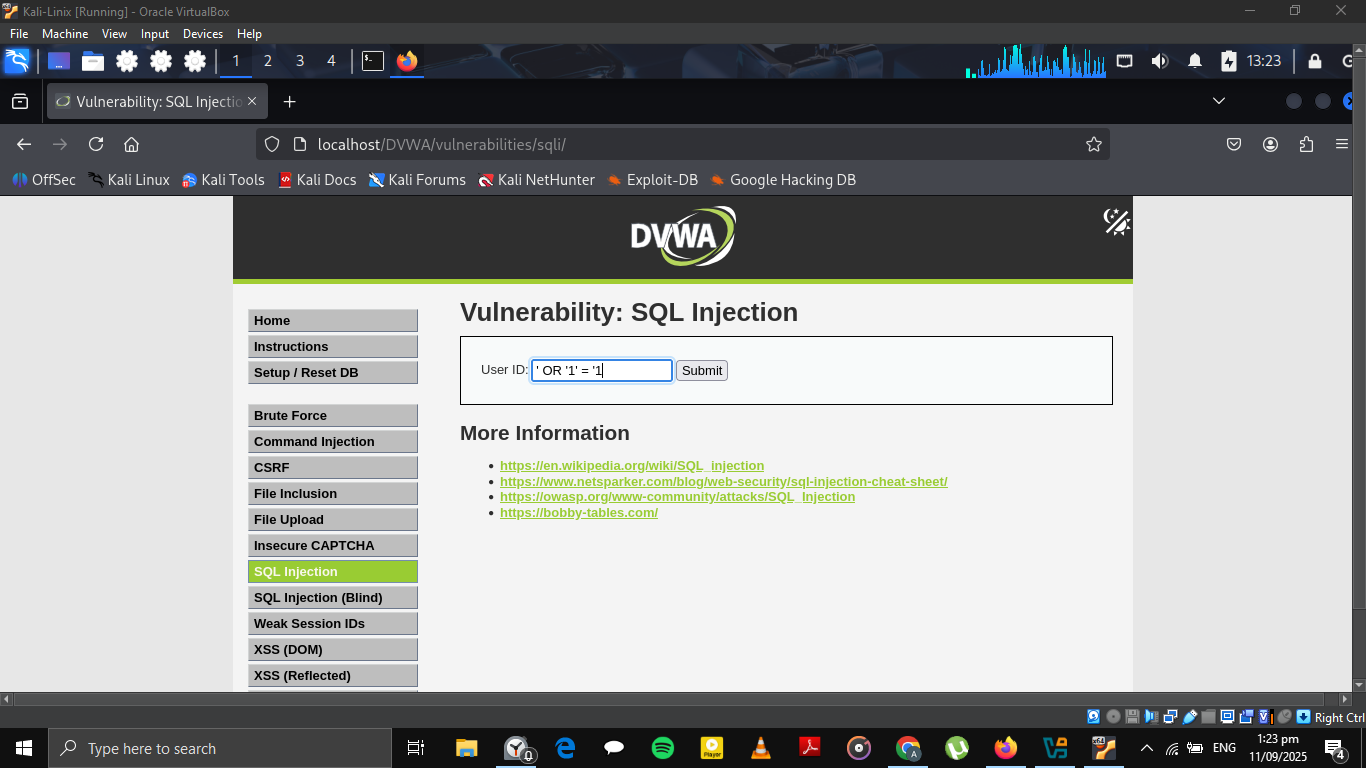 Kali-Linix [Running] - Oracle VirtualBox
File Machine View Input Devices Help
1 2 3 4 13:23
Vulnerability: SQL Injectio
localhost/DVWA/vulnerabilities/sqli/
OffSec Kali Linux Kali Tools Kali Docs Kali Forums Kali NetHunter Exploit-DB Google Hacking DB
DVWA
Home
Instructions
Setup / Reset DB
Brute Force
Command Injection
CSRF
File Inclusion
File Upload
Insecure CAPTCHA
SQL Injection
SQL Injection (Blind)
Weak Session IDs
XSS (DOM)
XSS (Reflected)
Vulnerability: SQL Injection
User ID: ' OR '1' = '1 Submit
More Information
https://en.wikipedia.org/wiki/SQL_injection
https://www.netsparker.com/blog/web-security/sql-injection-cheat-sheet/
https://owasp.org/www-community/attacks/SQL_Injection
https://bobby-tables.com/
Right Ctrl
Type here to search
Player
ENG
1:23 pm
11/09/2025
4